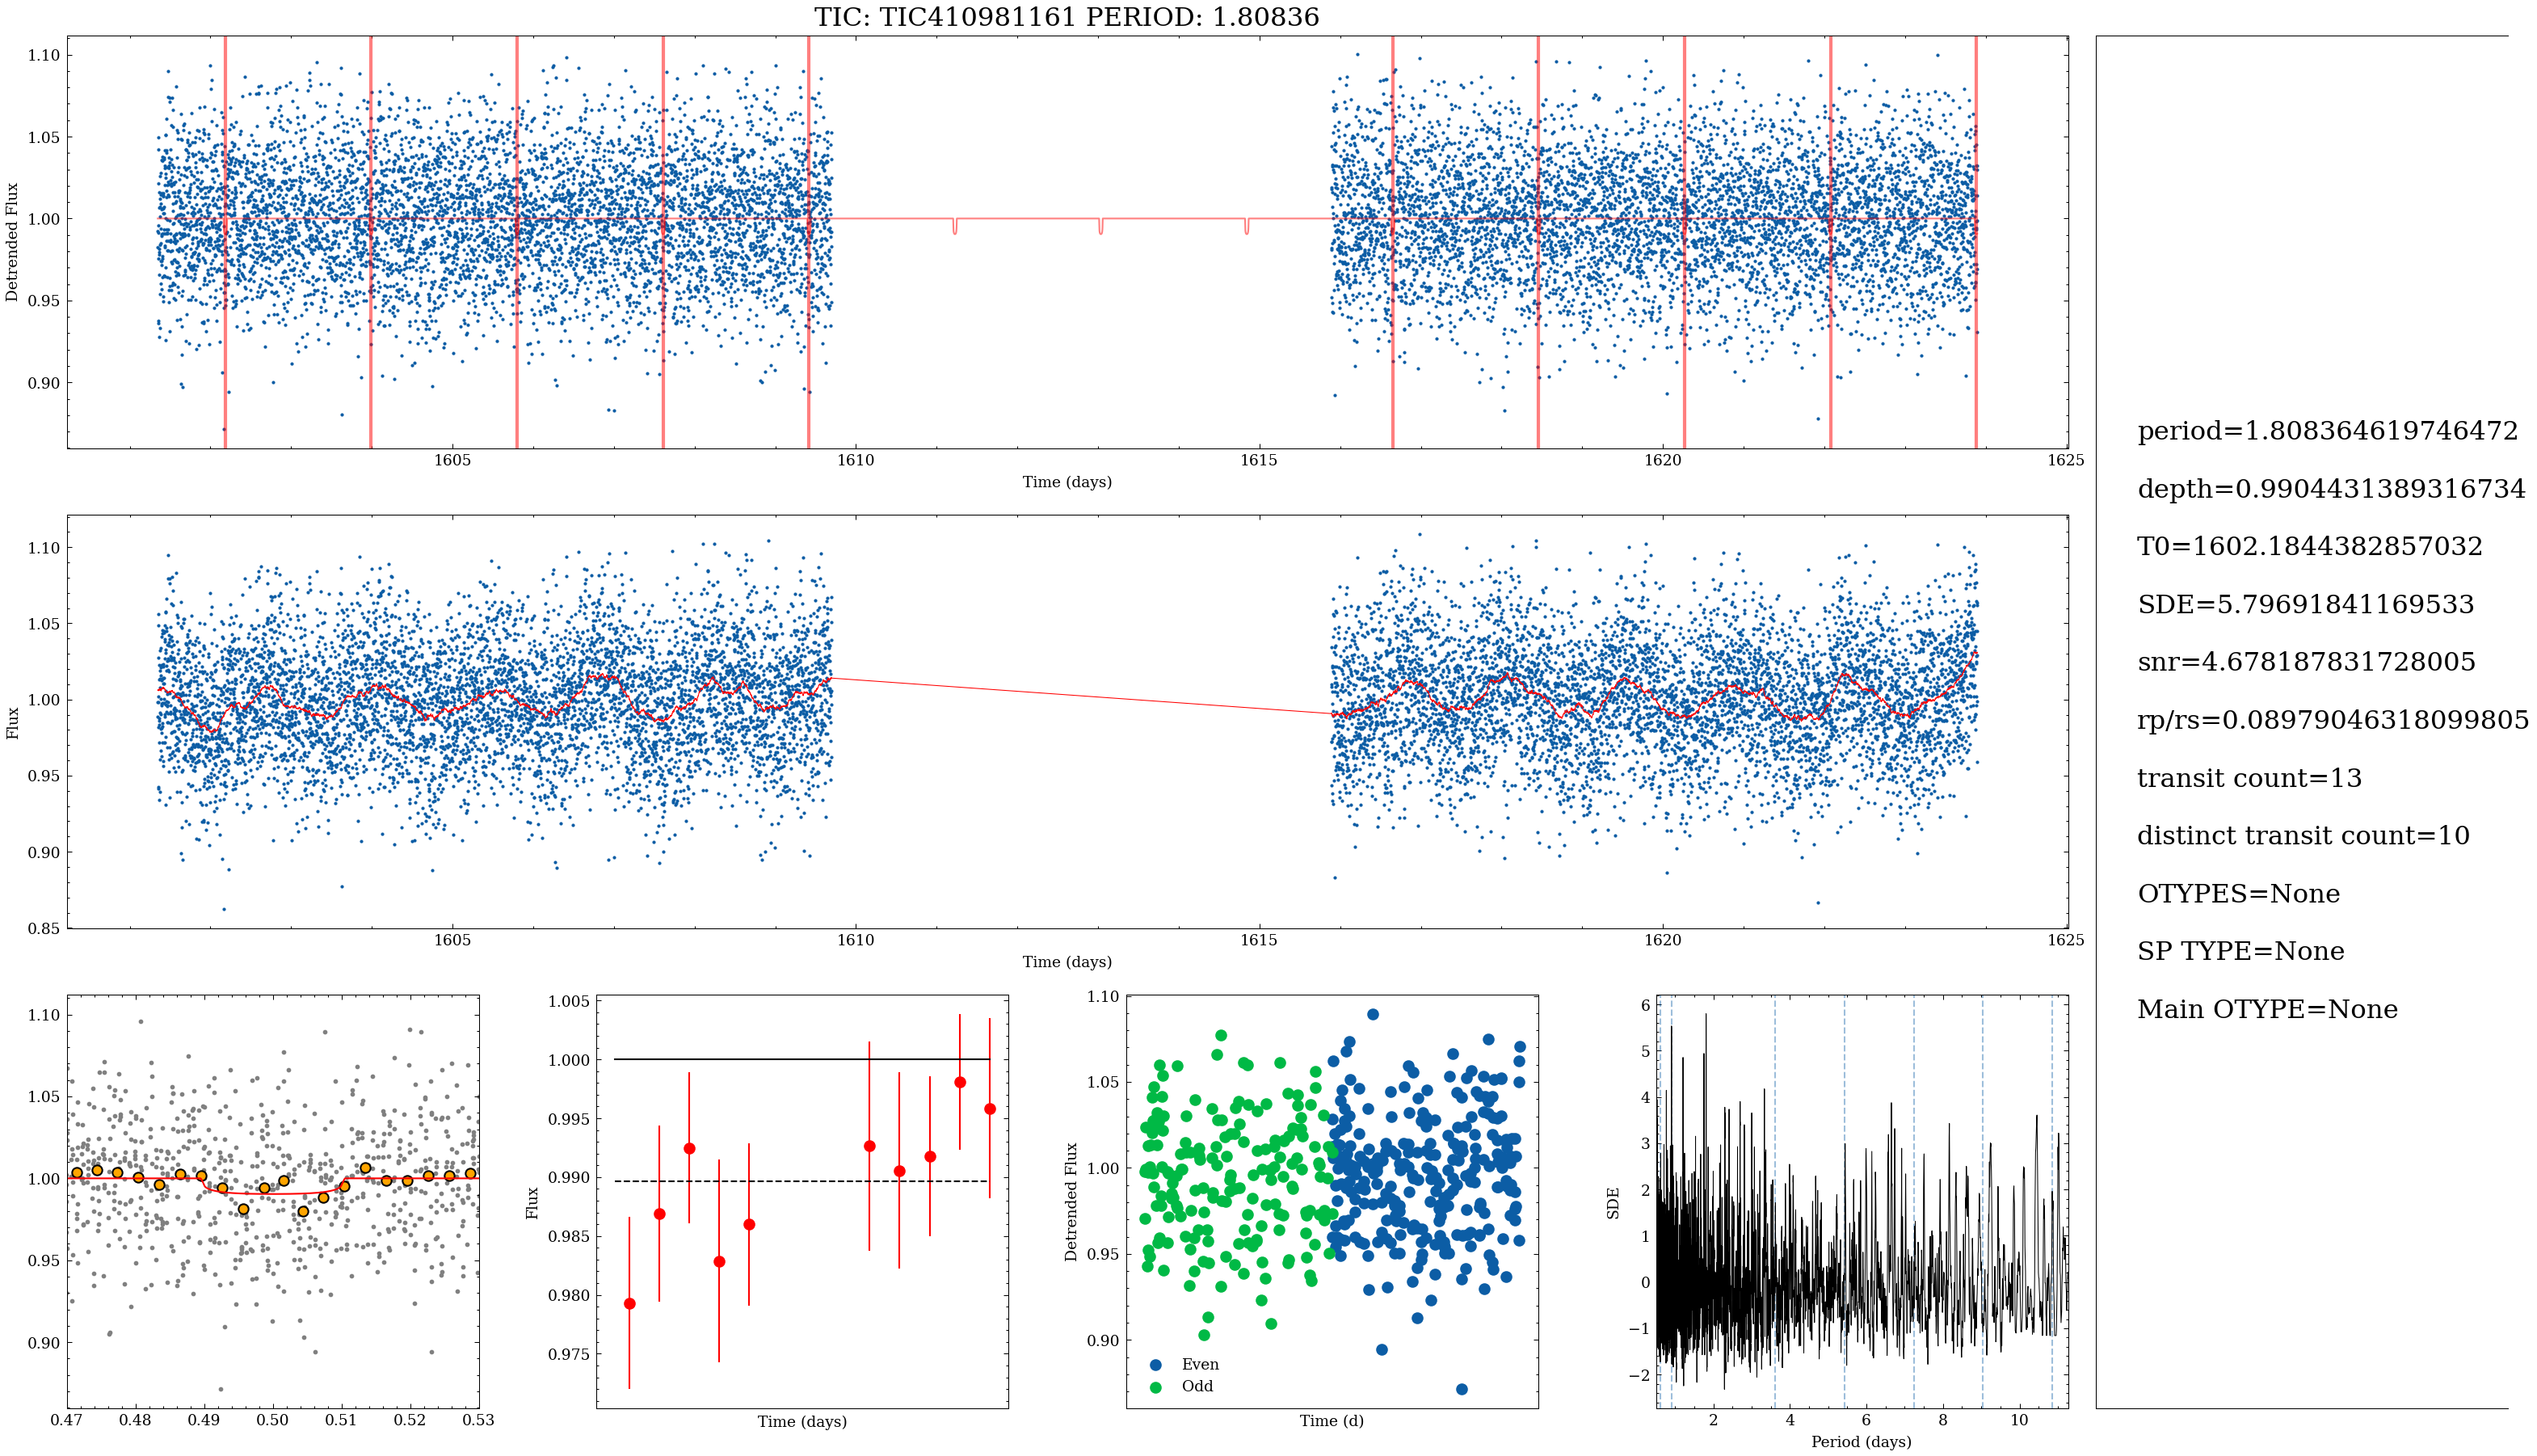 TIC: TIC410981161 PERIOD: 1.80836
1.10
1.05
1.00
0.95
0.90
Detrended Flux
1605
1610
1615
1620
1625
Time (days)
1.10
1.05
1.00
0.95
0.90
0.85
Flux
1605
1610
1615
1620
1625
Time (days)
period=1.808364619746472
depth=0.9904431389316734
T0=1602.1844382857032
SDE=5.79691841169533
snr=4.678187831728005
rp/rs=0.08979046318099805
transit count=13
distinct transit count=10
OTYPES=None
SP TYPE=None
Main OTYPE=None
1.10
1.05
1.00
0.95
0.90
0.47
0.48
0.49
0.50
0.51
0.52
0.53
1.005
1.000
0.995
0.990
0.985
0.980
0.975
Flux
Time (days)
1.10
1.05
1.00
0.95
0.90
Detrended Flux
Even
Odd
Time (d)
6
5
4
3
2
1
0
−1
−2
SDE
2
4
6
8
10
Period (days)